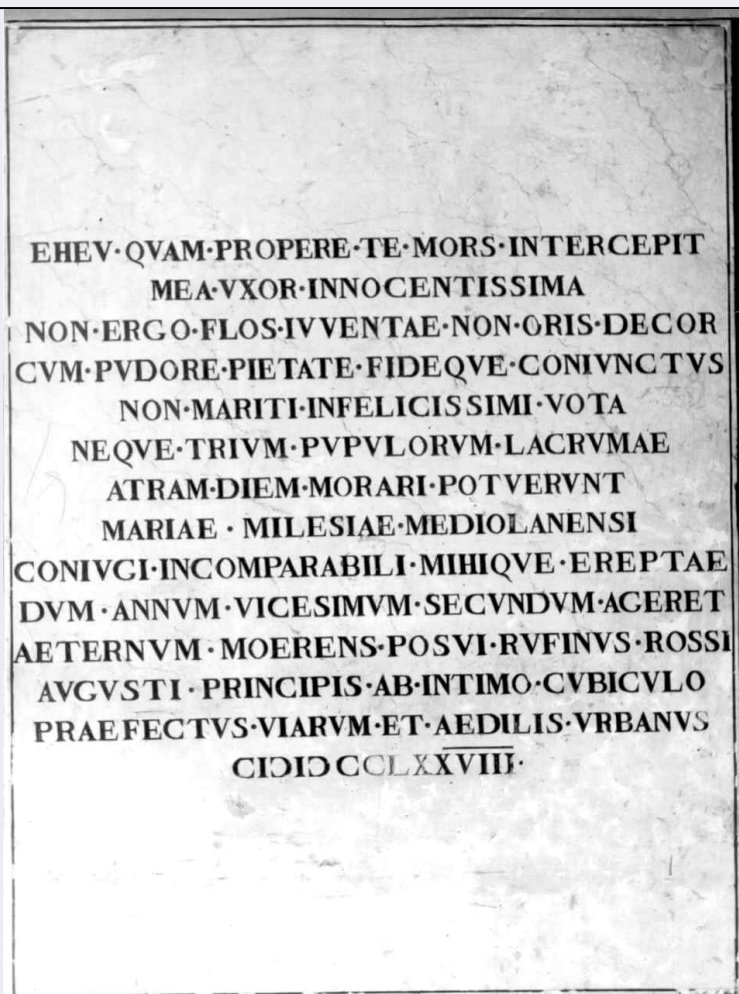 EHEV·QVAM·PROPERE·TE·MORS·INTERCEPIT
MEA·VXOR·INNOCENTISSIMA
NON·ERGO·FLOS·IVVENTAE·NON·ORIS·DECOR
CVM·PVDORE·PIETATE·FIDEQVE·CONIVNCTVS
NON·MARITI·INFELICISSIMI·VOTA
NEQVE·TRIVM·PVPVLORVM·LACRVMAE
ATRAM·DIEM·MORARI·POTVERVNT
MARIAE·MILESIAE·MEDIOLANENSI
CONIVGI·INCOMPARABILI·MIHIQVE·EREPTAE
DVM·ANNVM·VICESIMVM·SECVNDVM·AGERET
AETERNVM·MOERENS·POSVI·RVFINVS·ROSSI
AVGVSTI·PRINCIPIS·AB·INTIMO·CVBICVLO
PRAEFECTVS·VIARVM·ET·AEDILIS·VRBANVS
CIƆIƆCCLXXVIII·